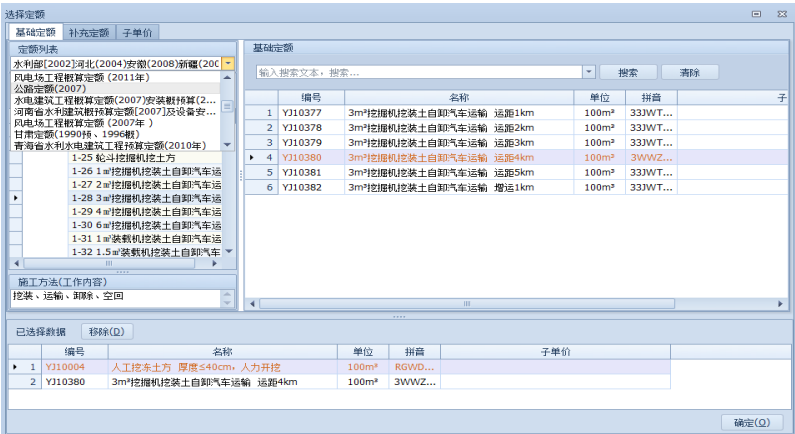 选择定额
基础定额 补充定额 子单价
定额列表
水利部[2002]河北(2004)安徽(2008)新疆(200
风电场工程概算定额 (2011年)
公路定额(2007)
水电建筑工程概算定额(2007)安装概预算(2...
河南省水利建筑概预算定额[2007]及设备安...
风电场工程概算定额 (2007年 )
甘肃定额(1990预、1996概)
青海省水利水电建筑工程预算定额(2010年)
1-25 轮斗挖掘机挖土方
1-26 1m³挖掘机挖装土自卸汽车运
1-27 2m³挖掘机挖装土自卸汽车运
1-28 3m³挖掘机挖装土自卸汽车运
1-29 4m³挖掘机挖装土自卸汽车运
1-30 6m³挖掘机挖装土自卸汽车运
1-31 1m³装载机挖装土自卸汽车运
1-32 1.5m³装载机挖装土自卸汽车
施工方法(工作内容)
挖装、运输、卸除、空回
基础定额
输入搜索文本，搜索... 搜索 清除
编号 名称 单位 拼音 子
1 YJ10377 3m³挖掘机挖装土自卸汽车运输 运距1km 100m³ 33JWT...
2 YJ10378 3m³挖掘机挖装土自卸汽车运输 运距2km 100m³ 33JWT...
3 YJ10379 3m³挖掘机挖装土自卸汽车运输 运距3km 100m³ 33JWT...
4 YJ10380 3m³挖掘机挖装土自卸汽车运输 运距4km 100m³ 3WWZ...
5 YJ10381 3m³挖掘机挖装土自卸汽车运输 运距5km 100m³ 33JWT...
6 YJ10382 3m³挖掘机挖装土自卸汽车运输 增运1km 100m³ 33JWT...
已选择数据 移除(D)
编号 名称 单位 拼音 子单价
1 YJ10004 人工挖冻土方 厚度≤40cm，人力开挖 100m³ RGWD...
2 YJ10380 3m³挖掘机挖装土自卸汽车运输 运距4km 100m³ 3WWZ...
确定(O)